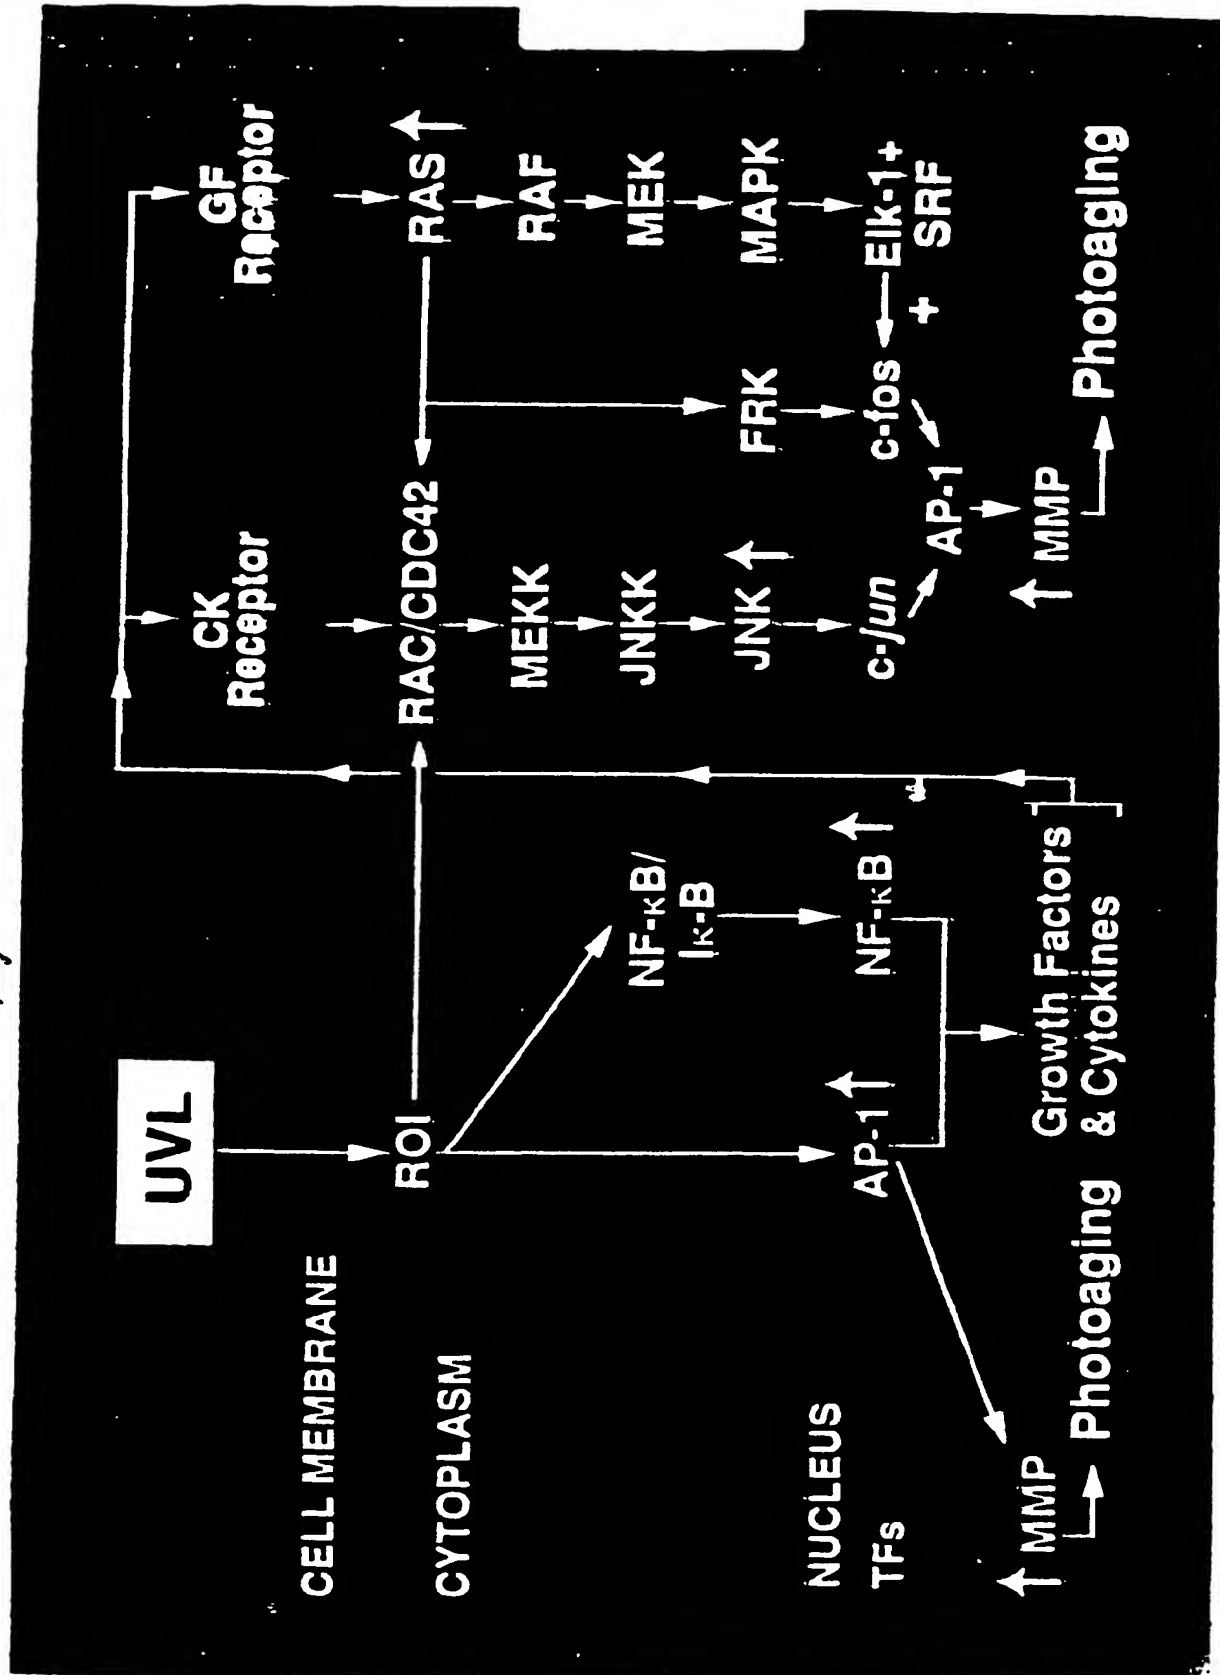 UVL
CK
Receptor
GF
Receptor
CELL MEMBRANE
CYTOPLASM
ROI
RAC/CDC42
RAS
MEKK
RAF
NF-κB/
Iκ-B
JNKK
MEK
JNK
FRK
MAPK
NUCLEUS
TFs
AP-1
NF-κB
c-jun
c-fos
Elk-1+
SRF
+
AP-1
MMP
Growth Factors
& Cytokines
MMP
Photoaging
Photoaging